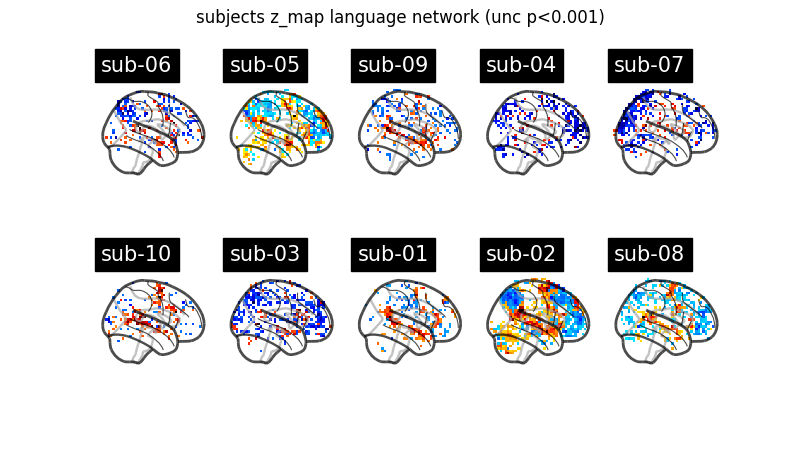 subjects z_map language network (unc p<0.001)
sub-06 sub-05 sub-09 sub-04 sub-07
sub-10 sub-03 sub-01 sub-02 sub-08